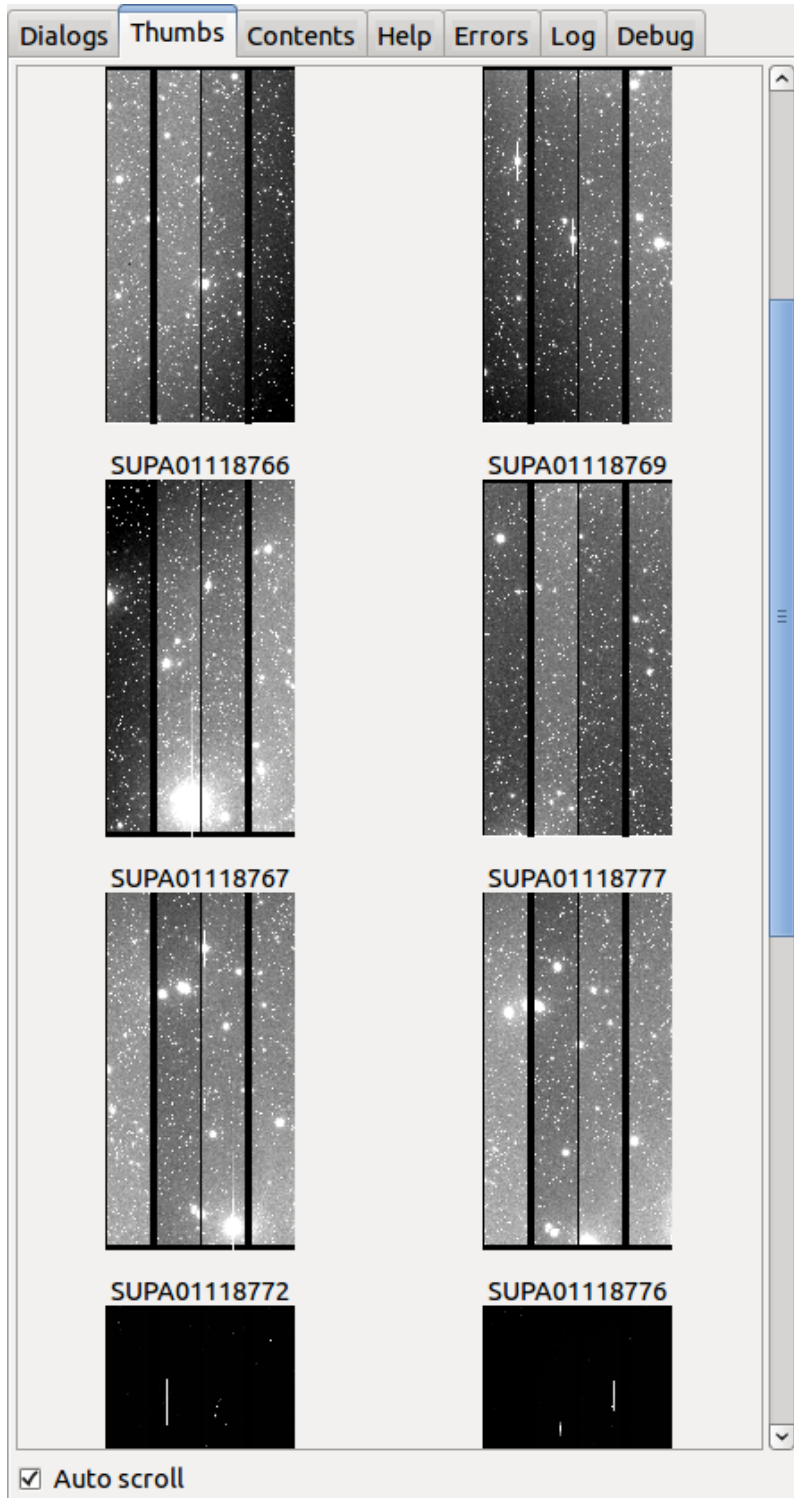 Dialogs Thumbs Contents Help Errors Log Debug
SUPA01118766 SUPA01118769
SUPA01118767 SUPA01118777
SUPA01118772 SUPA01118776
Auto scroll